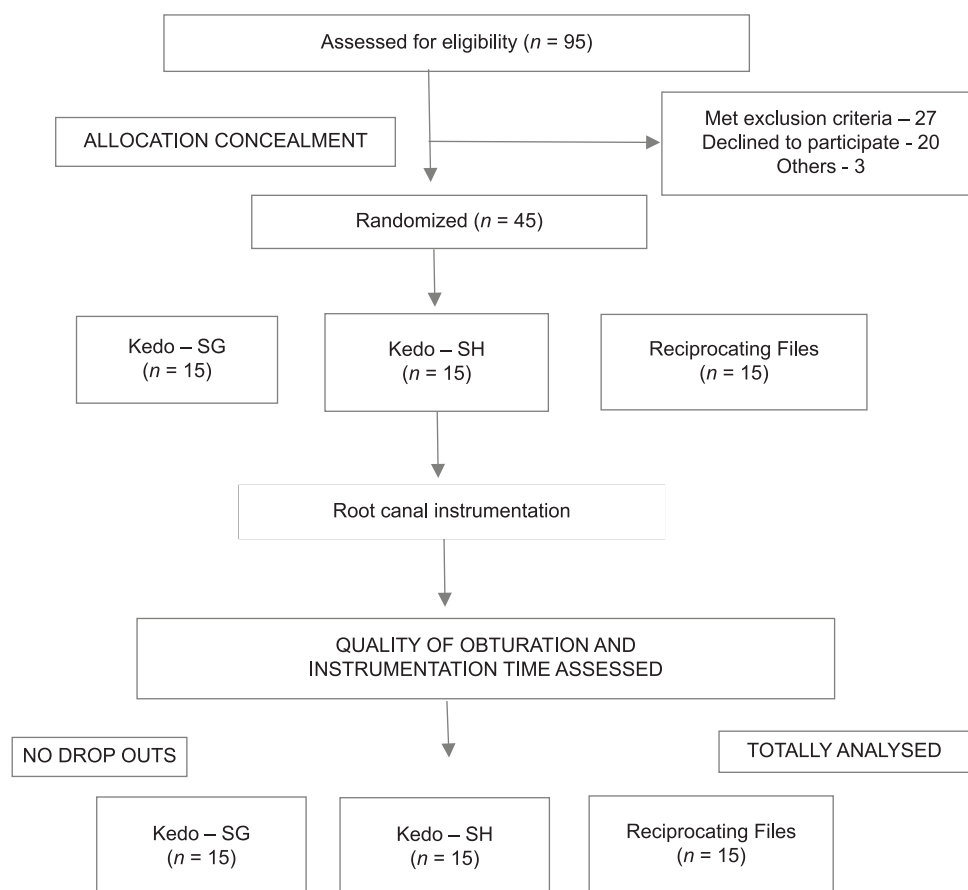 Assessed for eligibility (n = 95)
Met exclusion criteria – 27
Declined to participate - 20
Others - 3
ALLOCATION CONCEALMENT
Randomized (n = 45)
Kedo – SG
(n = 15)
Kedo – SH
(n = 15)
Reciprocating Files
(n = 15)
Root canal instrumentation
QUALITY OF OBTURATION AND
INSTRUMENTATION TIME ASSESSED
NO DROP OUTS
TOTALLY ANALYSED
Kedo – SG
(n = 15)
Kedo – SH
(n = 15)
Reciprocating Files
(n = 15)